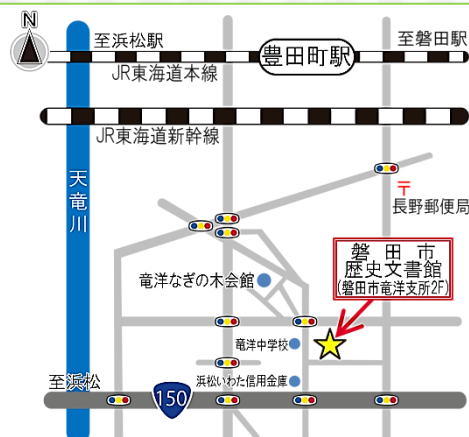 N
至浜松駅
豊田町駅
至磐田駅
JR東海道本線
JR東海道新幹線
天竜川
〒
長野郵便局
磐田市
歴史文書館
(磐田市竜洋支所2F)
竜洋なぎの木会館
竜洋中学校
浜松いわた信用金庫
至浜松
150